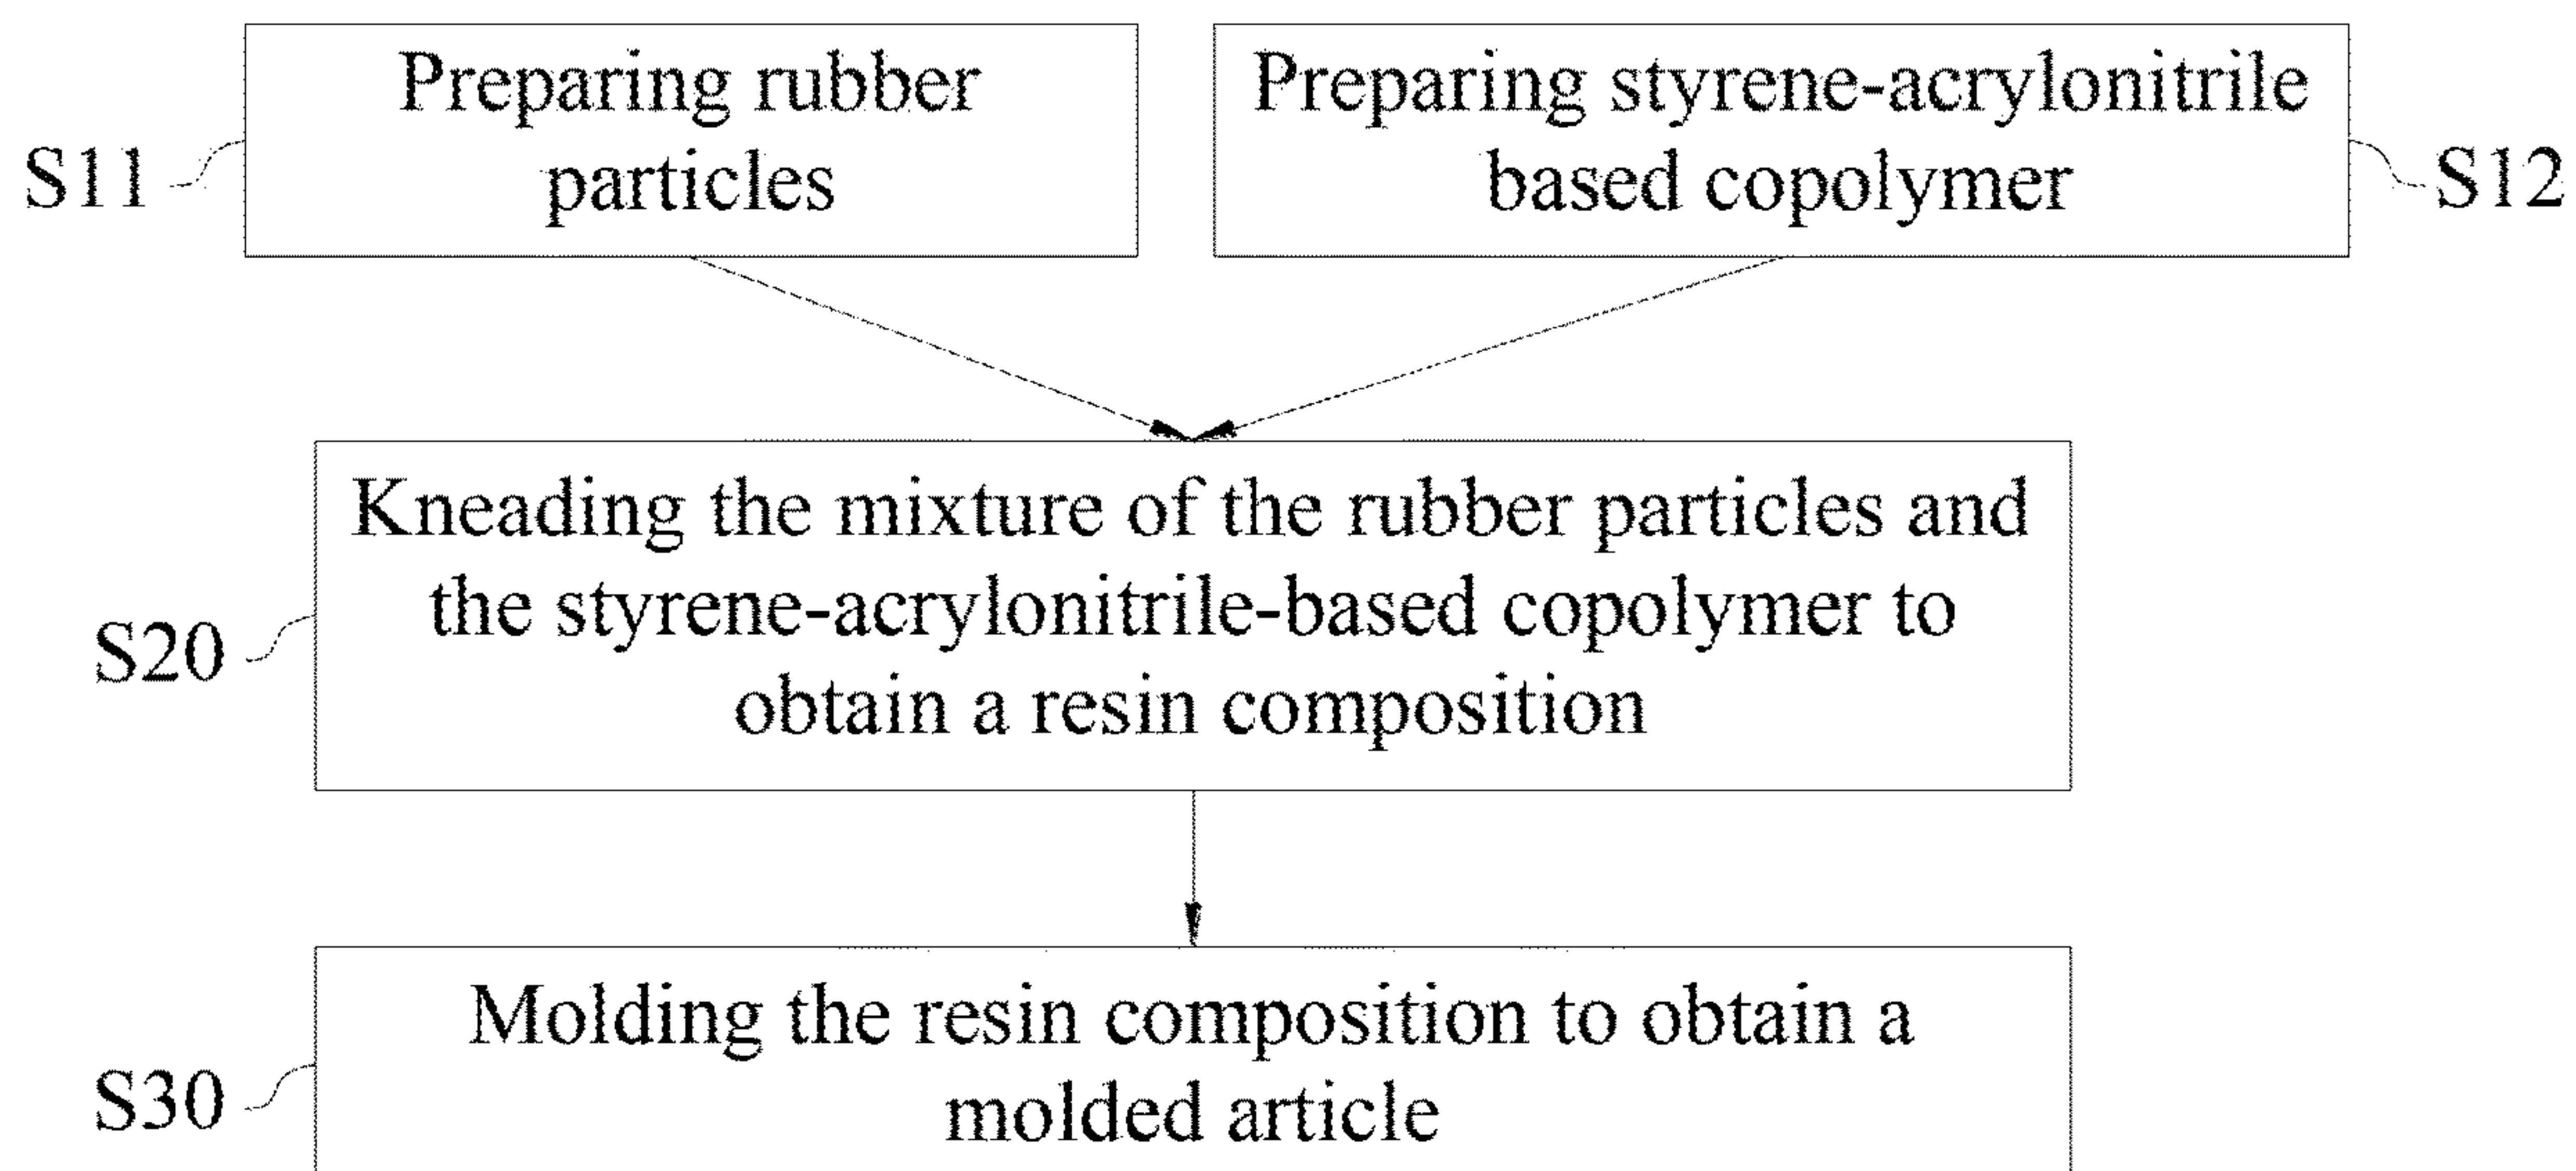 Preparing rubber
particles
S11
Preparing styrene-acrylonitrile
based copolymer
S12
Kneading the mixture of the rubber particles and
the styrene-acrylonitrile-based copolymer to
obtain a resin composition
S20
Molding the resin composition to obtain a
molded article
S30